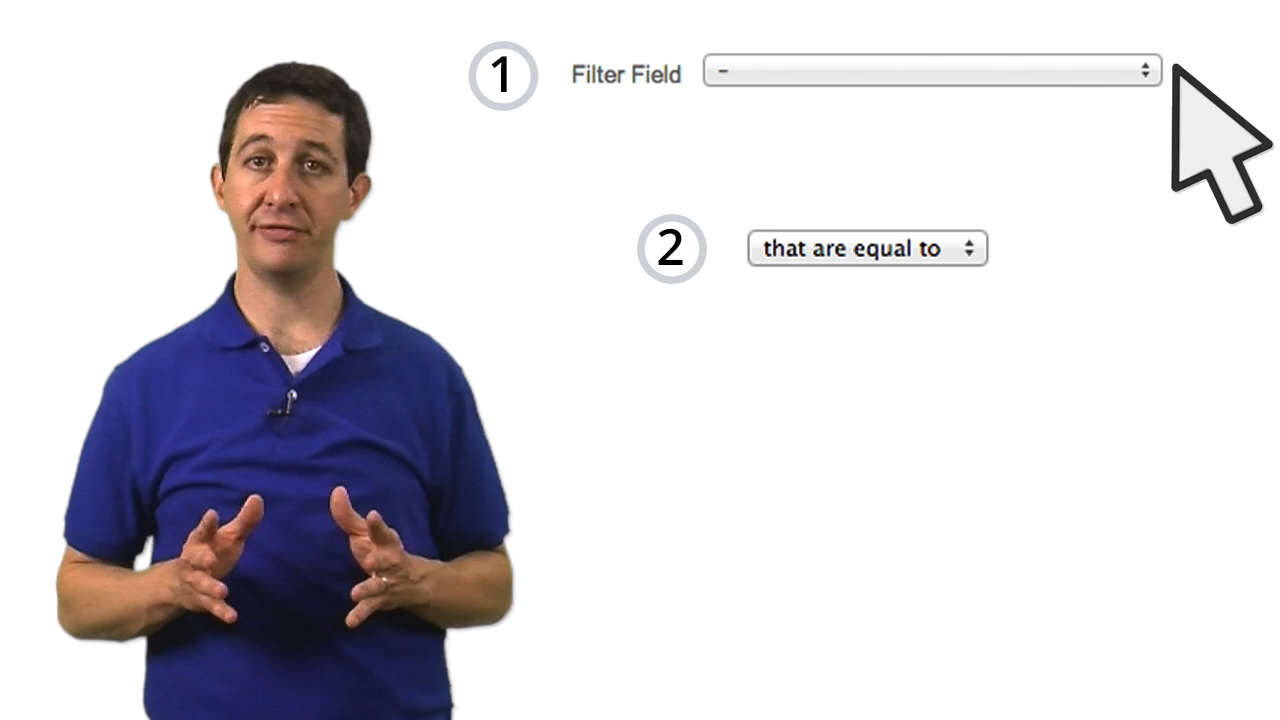 1 Filter Field –
2 that are equal to